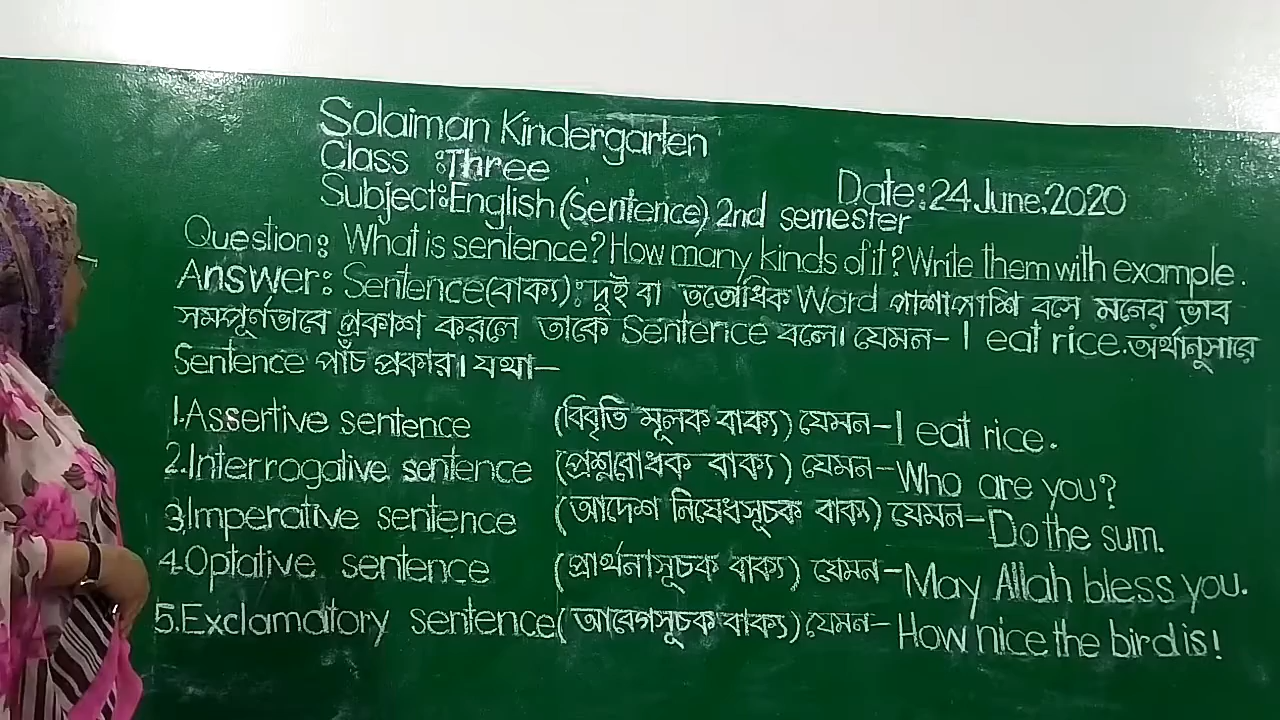 Solaiman Kindergarten
Class :Three
Date:24 June,2020
Subject:English (Sentence) 2nd semester
Question: What is sentence? How many kinds of it? Write them with example.
Answer: Sentence(বাক্য): দুই বা ততোধিক Word পাশাপাশি বসে মনের ভাব
সমপূর্ণভাবে প্রকাশ করলে তাকে Sentence বলে। যেমন- I eat rice. অর্থানুসারে
Sentence পাঁচ প্রকার। যথা-
1.Assertive sentence (বিবৃতি মূলক বাক্য) যেমন-I eat rice.
2.Interrogative sentence (প্রশ্নবোধক বাক্য) যেমন-Who are you?
3.Imperative sentence (আদেশ নিষেধসূচক বাক্য) যেমন-Do the sum.
4.Optative sentence (প্রার্থনাসূচক বাক্য) যেমন-May Allah bless you.
5.Exclamatory sentence (আবেগসূচক বাক্য) যেমন-How nice the bird is!